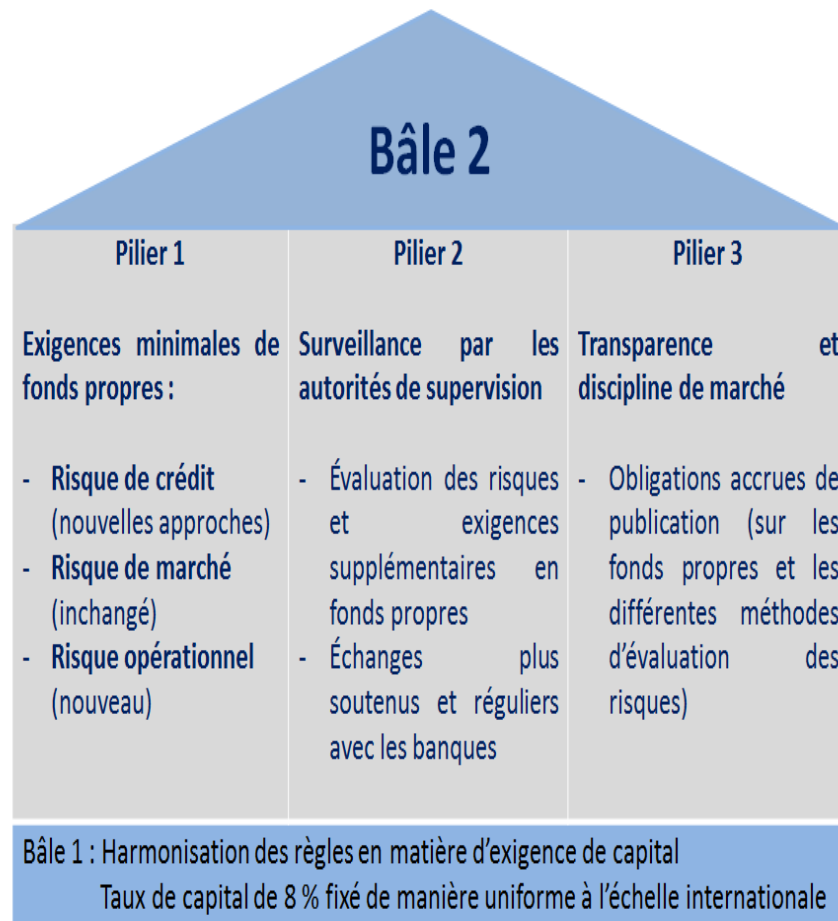 Bâle 2
Pilier 1
Exigences minimales de
fonds propres :
- Risque de crédit
(nouvelles approches)
- Risque de marché
(inchangé)
- Risque opérationnel
(nouveau)
Pilier 2
Surveillance par les
autorités de supervision
- Évaluation des risques
et exigences
supplémentaires en
fonds propres
- Échanges plus
soutenus et réguliers
avec les banques
Pilier 3
Transparence et
discipline de marché
- Obligations accrues de
publication (sur les
fonds propres et les
différentes méthodes
d’évaluation des
risques)
Bâle 1 : Harmonisation des règles en matière d’exigence de capital
Taux de capital de 8 % fixé de manière uniforme à l’échelle internationale